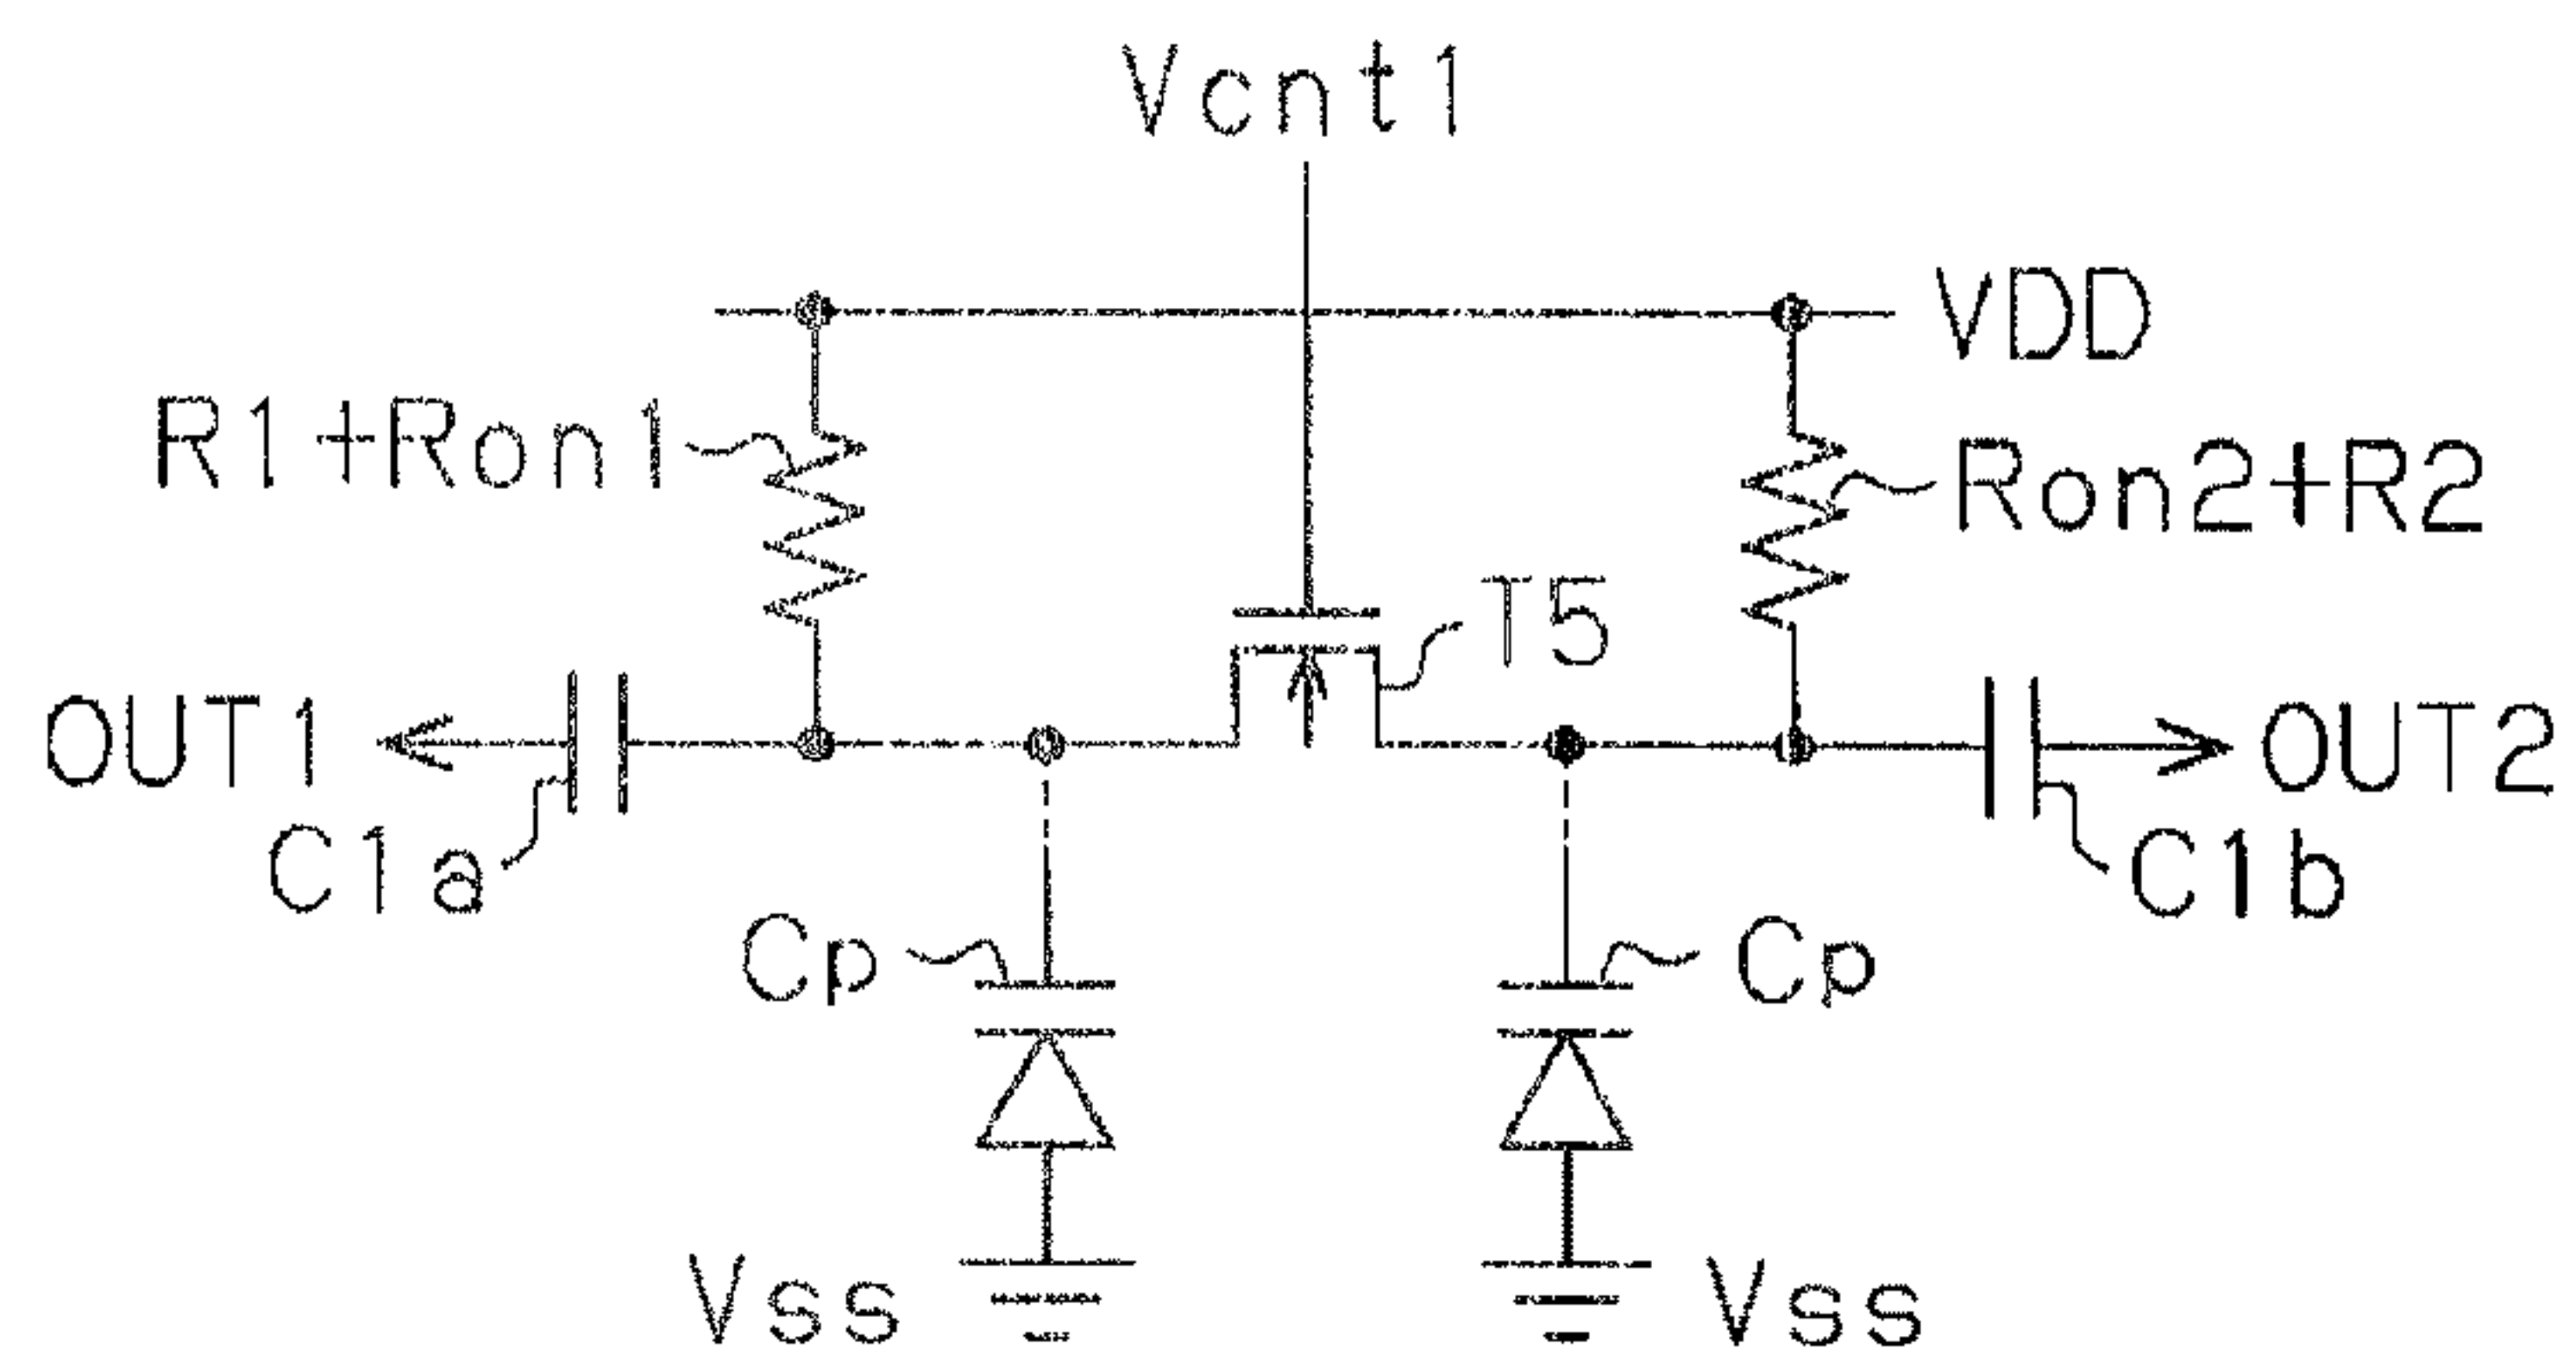 Vcnt1
VDD
R1+Ron1
Ron2+R2
T5
OUT1
OUT2
C1a
C1b
Cp
Cp
Vss
Vss